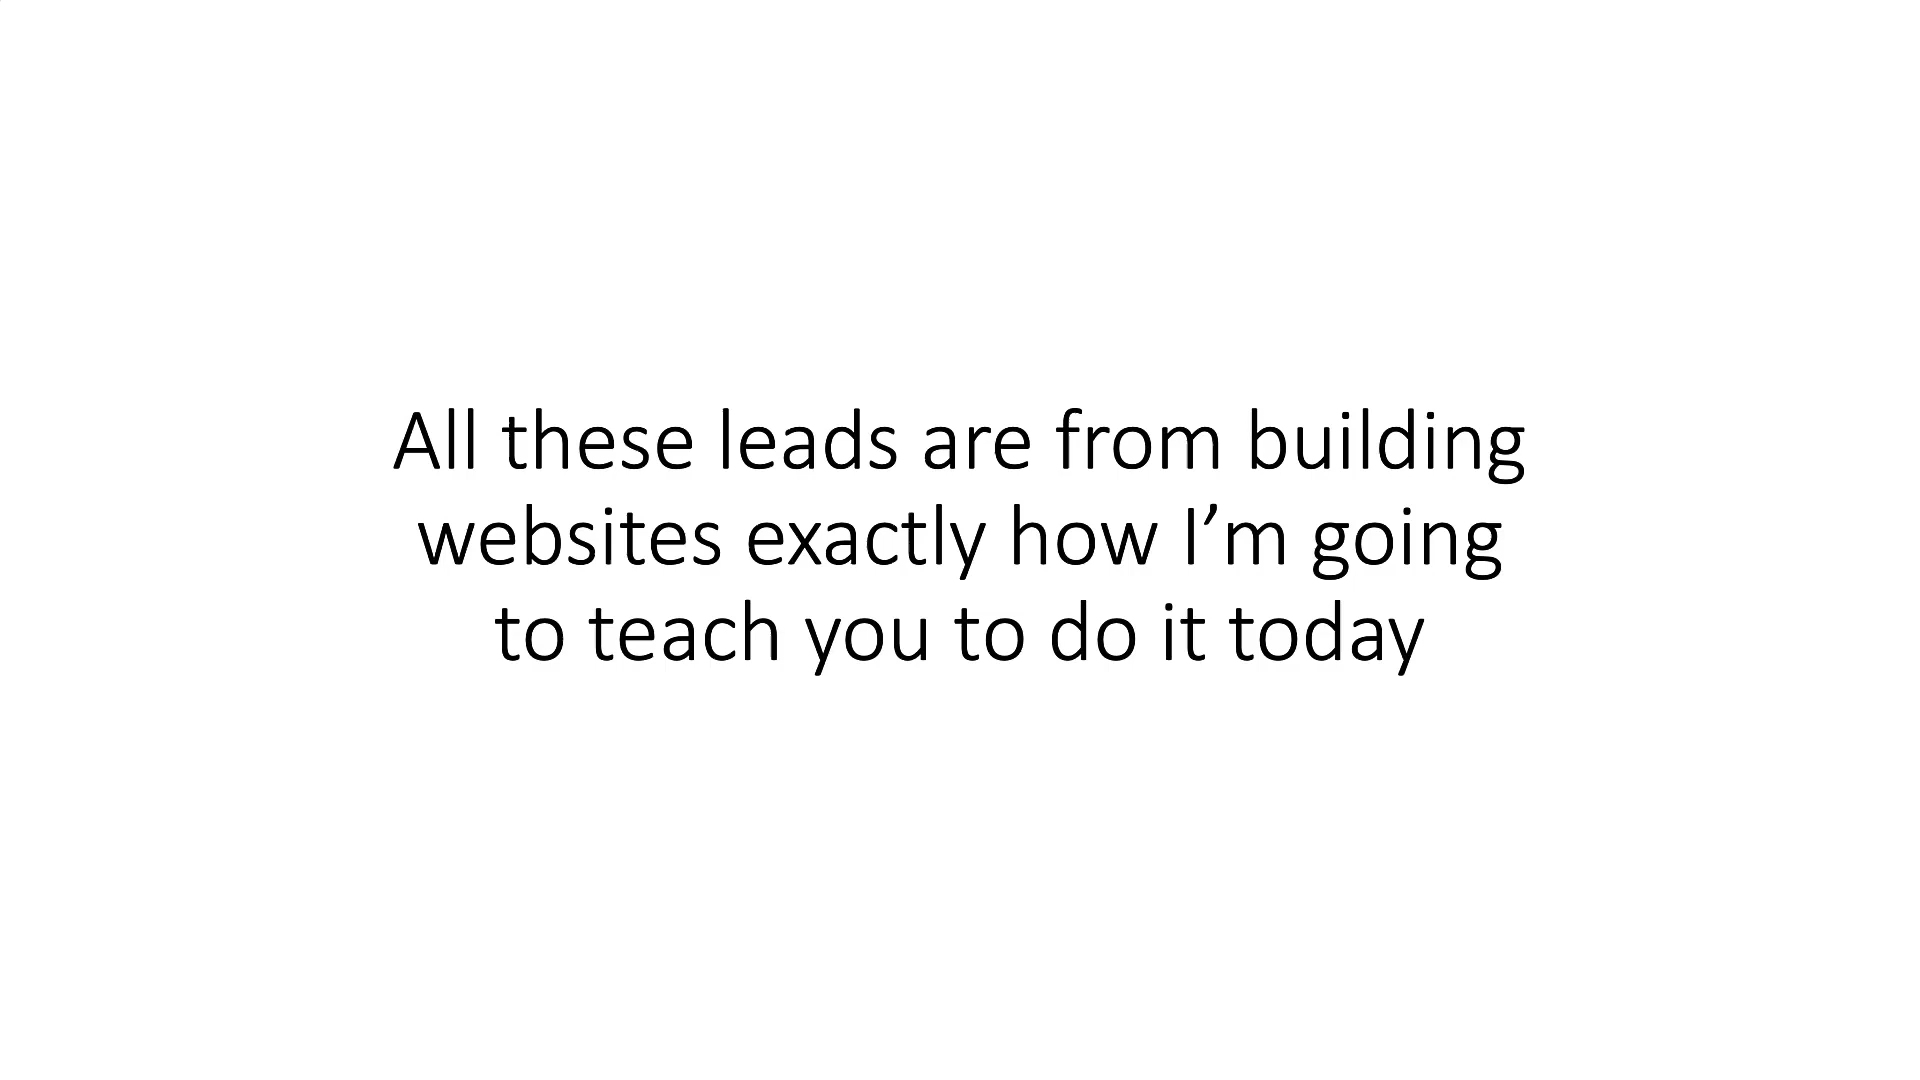 All these leads are from building
websites exactly how I’m going
to teach you to do it today